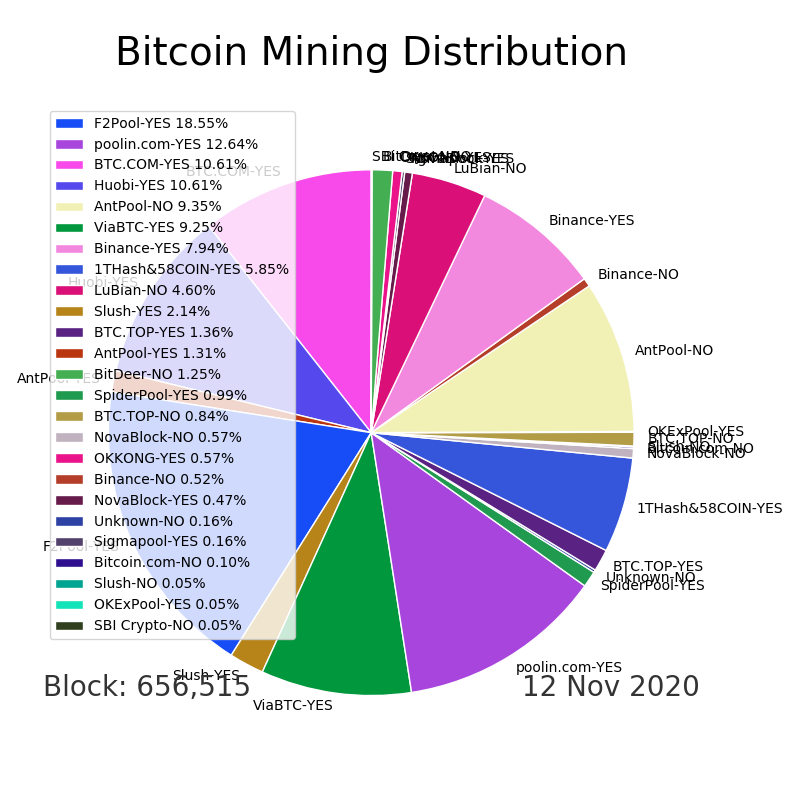 Bitcoin Mining Distribution
F2Pool-YES 18.55%
poolin.com-YES 12.64%
BTC.COM-YES 10.61%
Huobi-YES 10.61%
AntPool-NO 9.35%
ViaBTC-YES 9.25%
Binance-YES 7.94%
1THash&58COIN-YES 5.85%
LuBian-NO 4.60%
Slush-YES 2.14%
BTC.TOP-YES 1.36%
AntPool-YES 1.31%
BitDeer-NO 1.25%
SpiderPool-YES 0.99%
BTC.TOP-NO 0.84%
NovaBlock-NO 0.57%
OKKONG-YES 0.57%
Binance-NO 0.52%
NovaBlock-YES 0.47%
Unknown-NO 0.16%
Sigmapool-YES 0.16%
Bitcoin.com-NO 0.10%
Slush-NO 0.05%
OKExPool-YES 0.05%
SBI Crypto-NO 0.05%
BTC.COM-YES
Huobi-YES
AntPool-YES
F2Pool-YES
Slush-YES
ViaBTC-YES
poolin.com-YES
SpiderPool-YES
Unknown-NO
BTC.TOP-YES
1THash&58COIN-YES
NovaBlock-NO
Bitcoin.com-NO
Slush-NO
BTC.TOP-NO
OKExPool-YES
AntPool-NO
Binance-NO
Binance-YES
LuBian-NO
Block: 656,515
12 Nov 2020